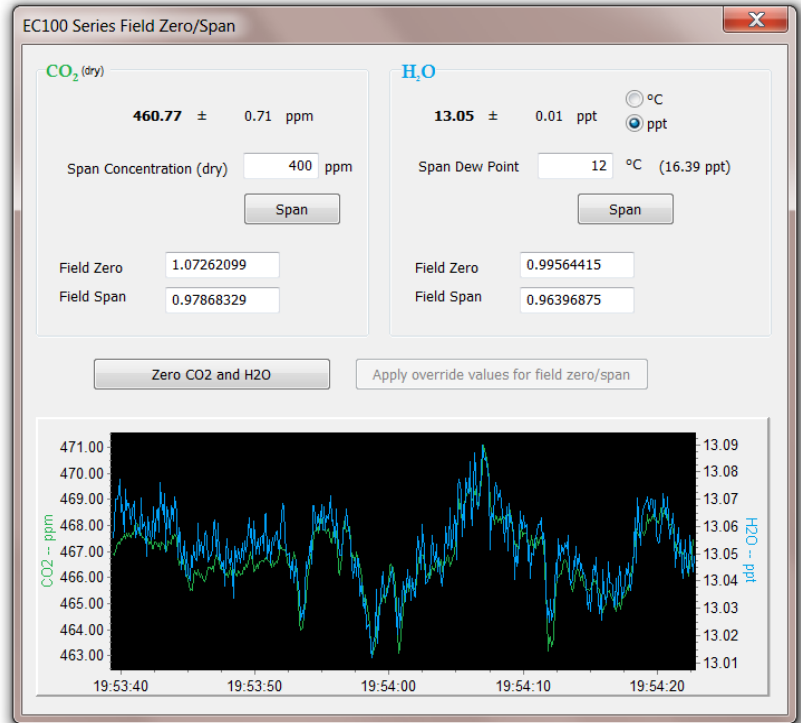 EC100 Series Field Zero/Span
X
CO2 (dry)
460.77 ± 0.71 ppm
Span Concentration (dry) 400 ppm
Span
Field Zero 1.07262099
Field Span 0.97868329
H2O
13.05 ± 0.01 ppt
°C
ppt
Span Dew Point 12 °C (16.39 ppt)
Span
Field Zero 0.99564415
Field Span 0.96396875
Zero CO2 and H2O
Apply override values for field zero/span
CO2 -- ppm
471.00
470.00
469.00
468.00
467.00
466.00
465.00
464.00
463.00
13.09
13.08
13.07
13.06
13.05
13.04
13.03
13.02
13.01
H2O -- ppt
19:53:40 19:53:50 19:54:00 19:54:10 19:54:20